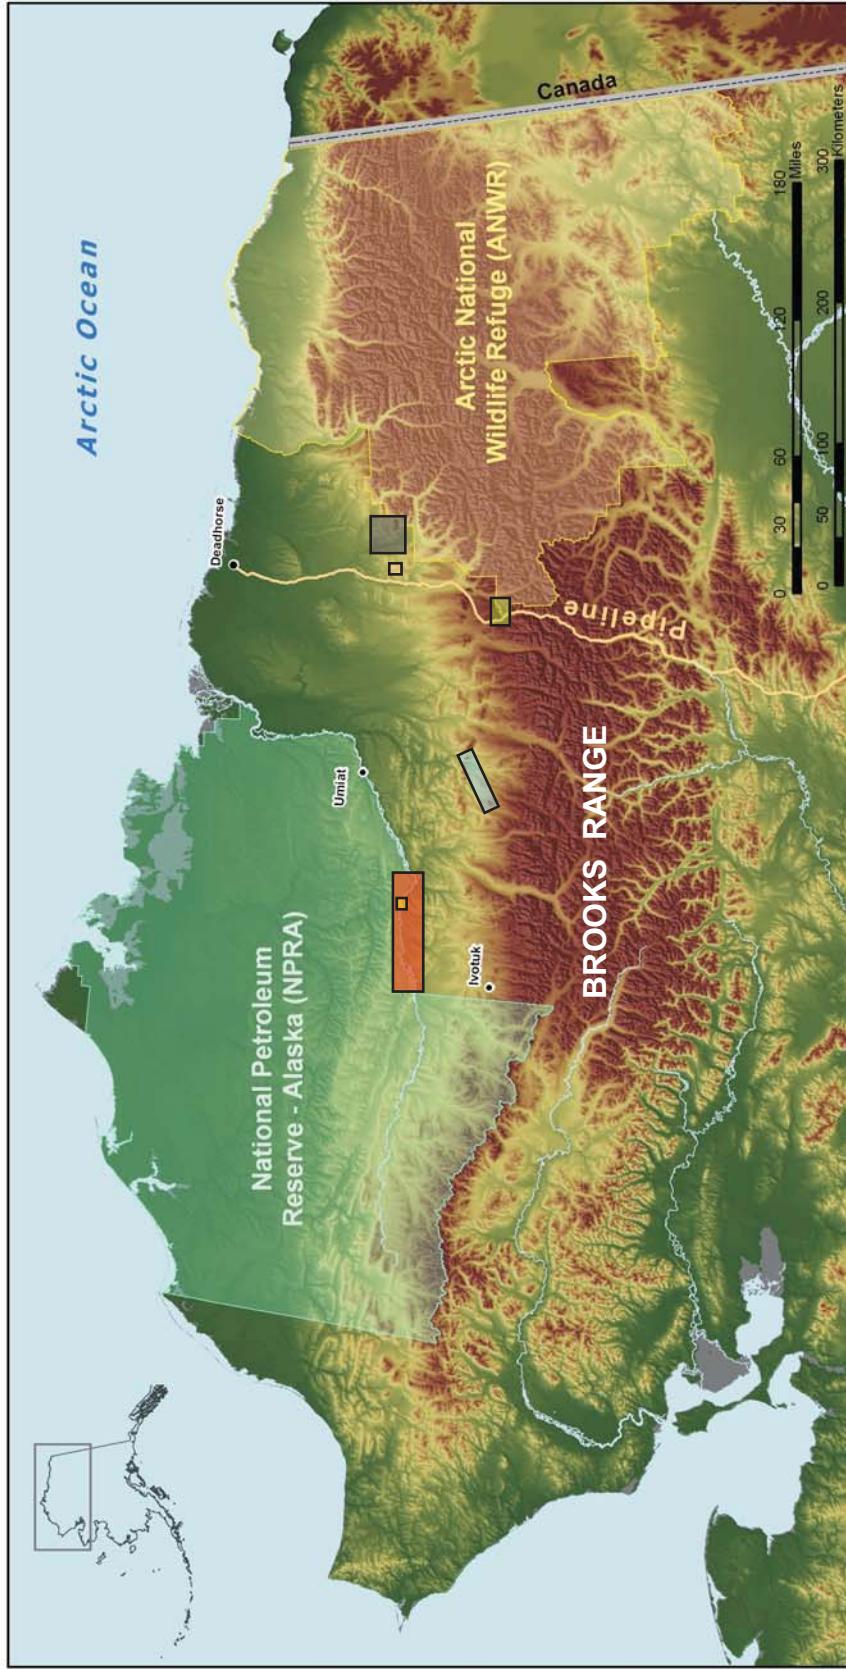 Arctic Ocean
Deadhorse
Umiat
Ivotuk
National Petroleum
Reserve - Alaska (NPRA)
Arctic National
Wildlife Refuge (ANWR)
Canada
Pipeline
BROOKS RANGE
0 30 60 120 180
Miles
0 50 100 200 300
Kilometers